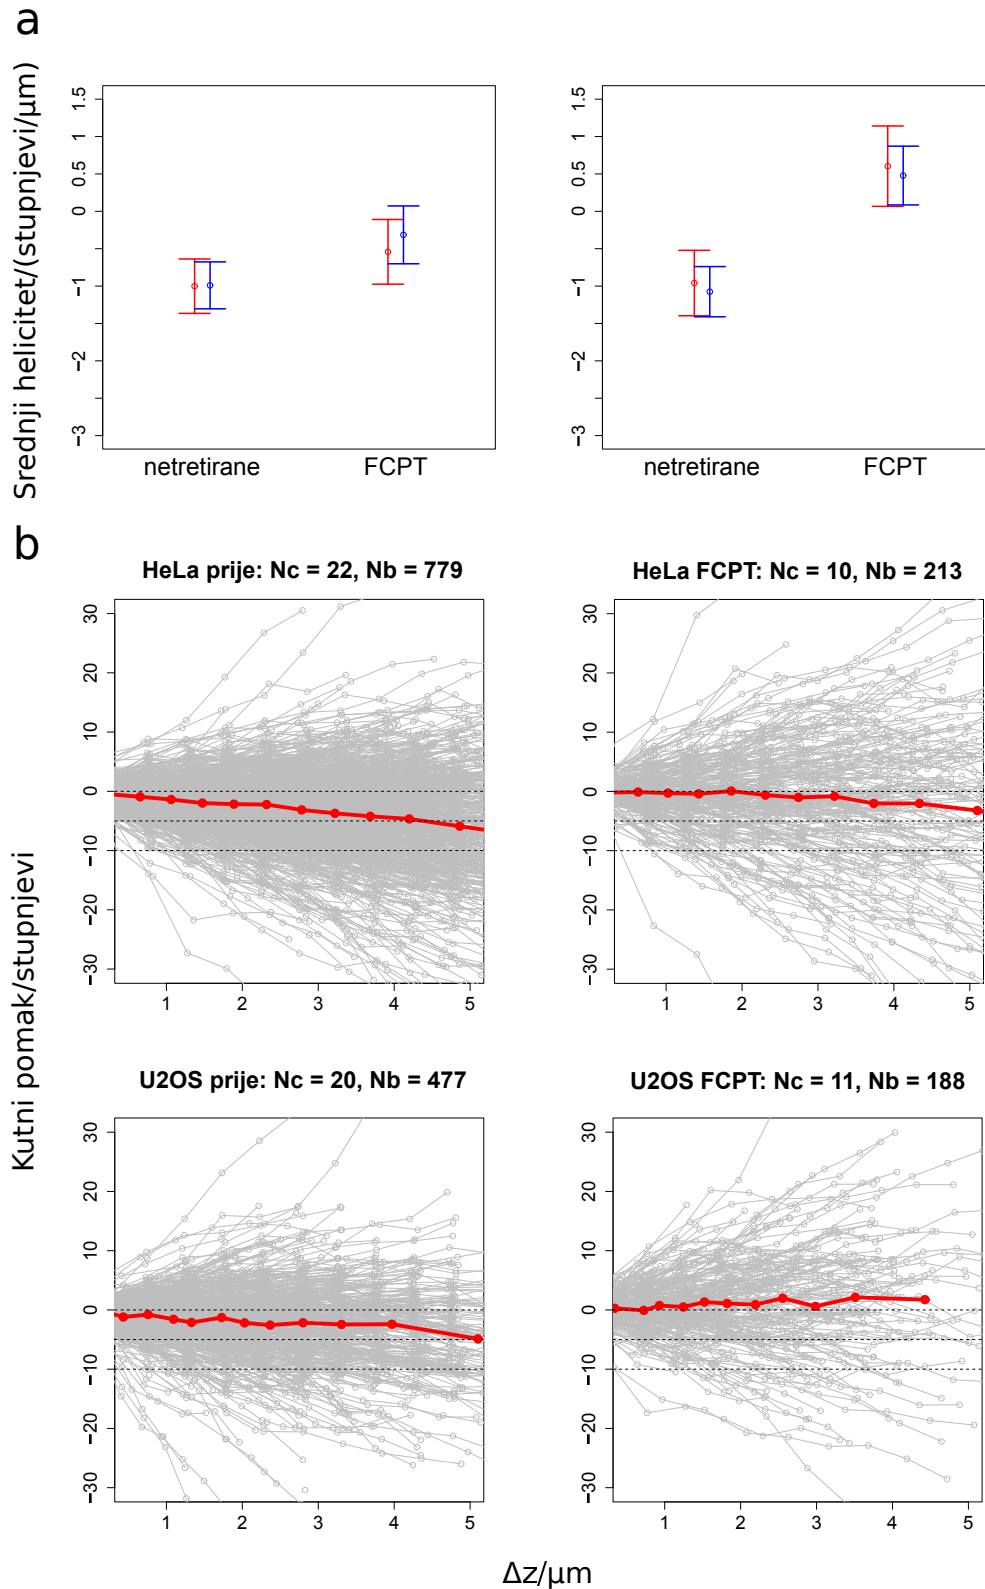 a
Srednji helicitet/(stupnjevi/μm)
1.5
1
0.5
0
−1
−2
−3
netretirane
FCPT
1.5
1
0.5
0
−1
−2
−3
netretirane
FCPT
b
Kutni pomak/stupnjevi
HeLa prije: Nc = 22, Nb = 779
30
20
10
0
−10
−20
−30
1 2 3 4 5
HeLa FCPT: Nc = 10, Nb = 213
30
20
10
0
−10
−20
−30
1 2 3 4 5
U2OS prije: Nc = 20, Nb = 477
30
20
10
0
−10
−20
−30
1 2 3 4 5
U2OS FCPT: Nc = 11, Nb = 188
30
20
10
0
−10
−20
−30
1 2 3 4 5
Δz/μm